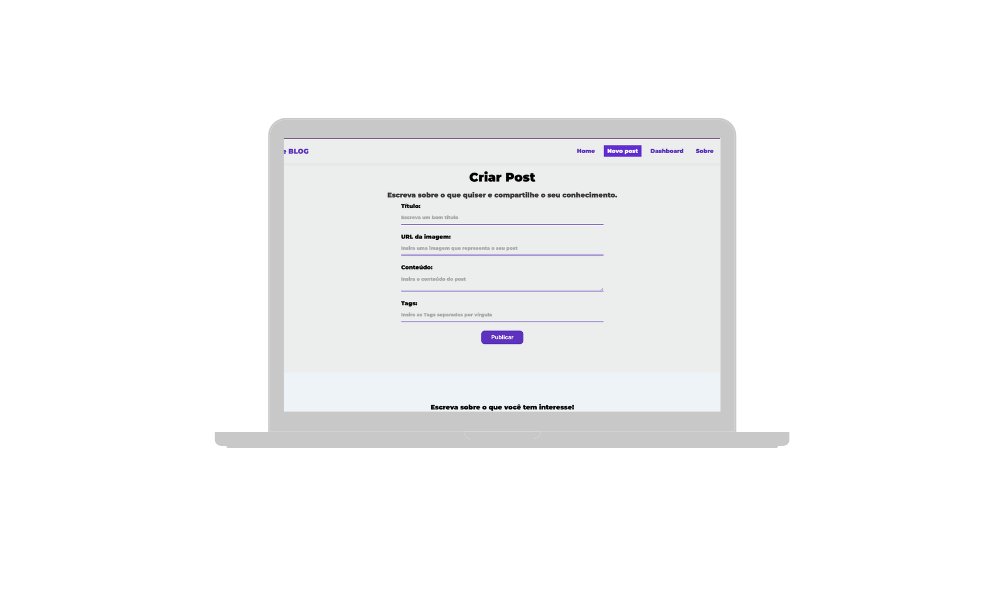 BLOG
Home Novo post Dashboard Sobre
Criar Post
Escreva sobre o que quiser e compartilhe o seu conhecimento.
Título:
Escreva um bom título
URL da imagem:
Insira uma imagem que represente o seu post
Conteúdo:
Insira o conteúdo do post
Tags:
Insira as Tags separadas por vírgula
Publicar
Escreva sobre o que você tem interesse!